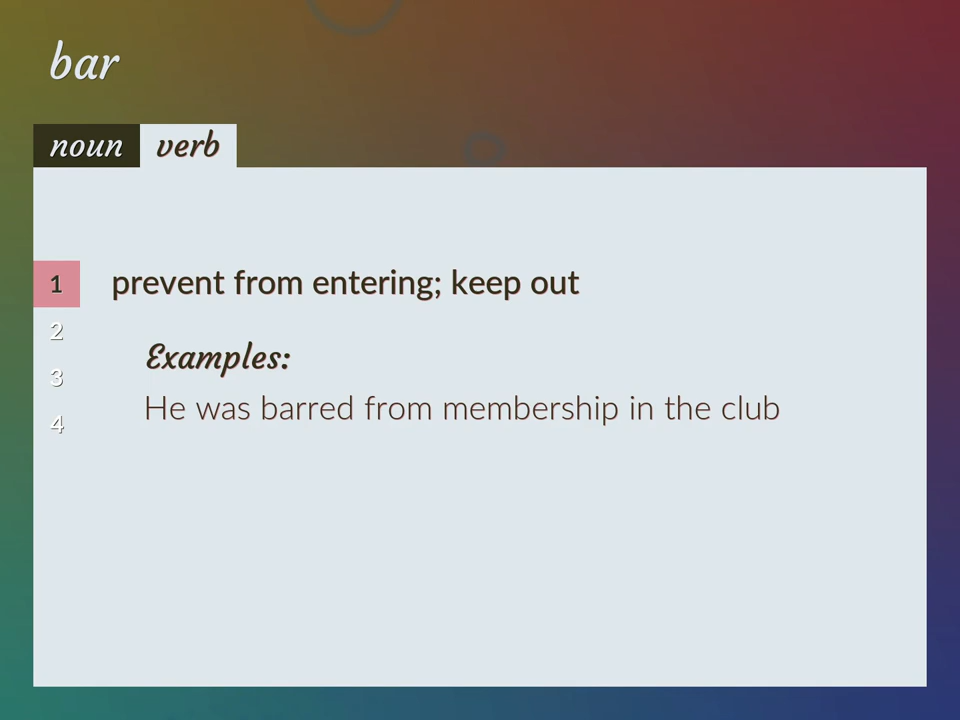 bar
noun verb
1 prevent from entering; keep out
2
Examples:
3
He was barred from membership in the club
4